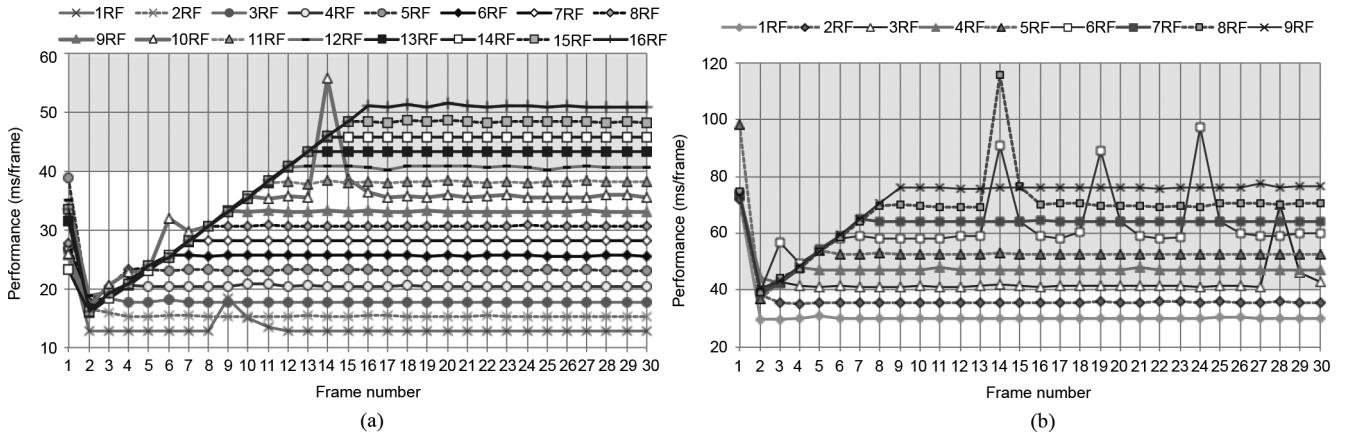 1RF 2RF 3RF 4RF 5RF 6RF 7RF 8RF
9RF 10RF 11RF 12RF 13RF 14RF 15RF 16RF
60
50
40
30
20
10
Performance (ms/frame)
1 2 3 4 5 6 7 8 9 10 11 12 13 14 15 16 17 18 19 20 21 22 23 24 25 26 27 28 29 30
Frame number
(a)
1RF 2RF 3RF 4RF 5RF 6RF 7RF 8RF 9RF
120
100
80
60
40
20
Performance (ms/frame)
1 2 3 4 5 6 7 8 9 10 11 12 13 14 15 16 17 18 19 20 21 22 23 24 25 26 27 28 29 30
Frame number
(b)